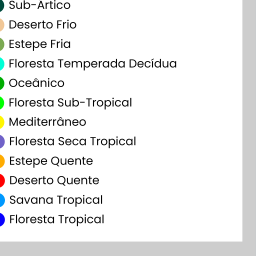 Sub-Artico
Deserto Frio
Estepe Fria
Floresta Temperada Decídua
Oceânico
Floresta Sub-Tropical
Mediterrâneo
Floresta Seca Tropical
Estepe Quente
Deserto Quente
Savana Tropical
Floresta Tropical